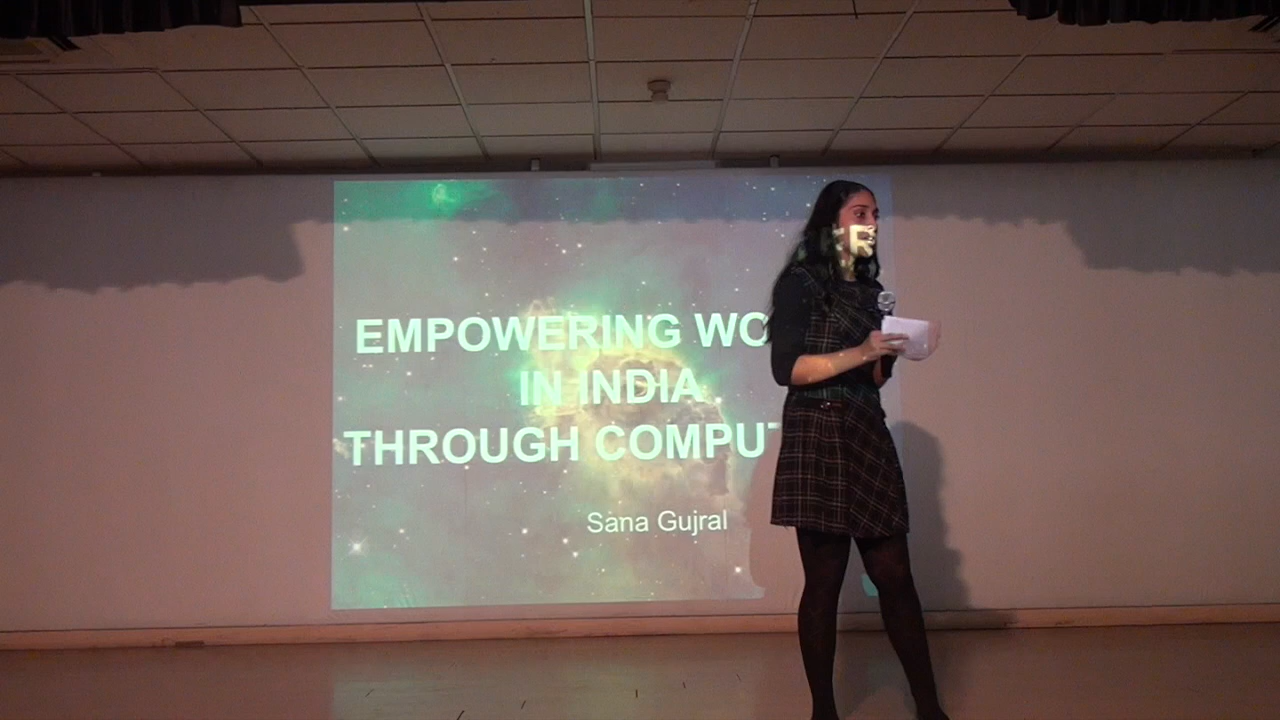 EMPOWERING WO
IN INDIA
THROUGH COMPUT
R
Sana Gujral